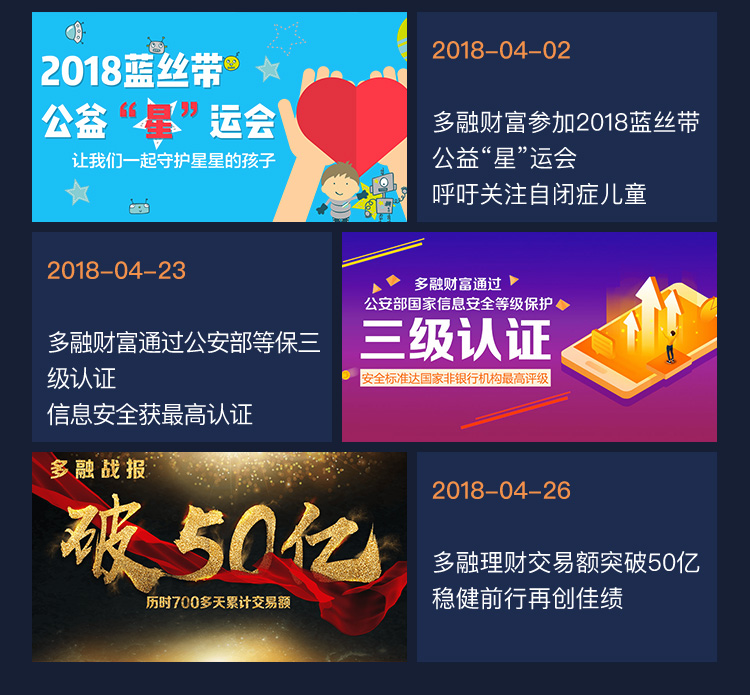 2018蓝丝带
公益“星”运会
让我们一起守护星星的孩子
2018-04-02
多融财富参加2018蓝丝带
公益“星”运会
呼吁关注自闭症儿童
2018-04-23
多融财富通过公安部等保三
级认证
信息安全获最高认证
多融财富通过
公安部国家信息安全等级保护
三级认证
安全标准达国家非银行机构最高评级
多融战报
破50亿
历时700多天累计交易额
2018-04-26
多融理财交易额突破50亿
稳健前行再创佳绩